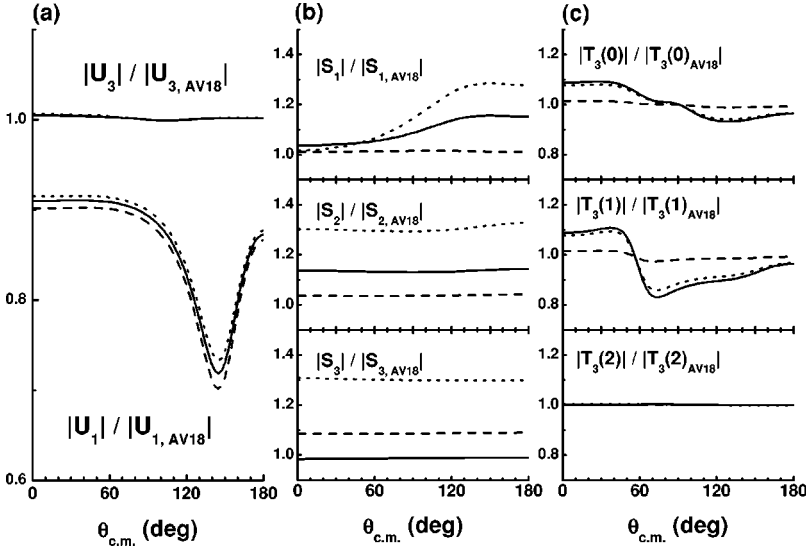 (a)
|U₃| / |U₃, AV18|
1.0
0.8
0.6
|U₁| / |U₁, AV18|
0 60 120 180
θc.m. (deg)
(b)
1.4
|S₁| / |S₁, AV18|
1.2
1.0
1.4
|S₂| / |S₂, AV18|
1.2
1.0
1.4
|S₃| / |S₃, AV18|
1.2
1.0
0 60 120 180
θc.m. (deg)
(c)
|T₃(0)| / |T₃(0)AV18|
1.2
1.0
0.8
|T₃(1)| / |T₃(1)AV18|
1.2
1.0
0.8
|T₃(2)| / |T₃(2)AV18|
1.2
1.0
0.8
0 60 120 180
θc.m. (deg)